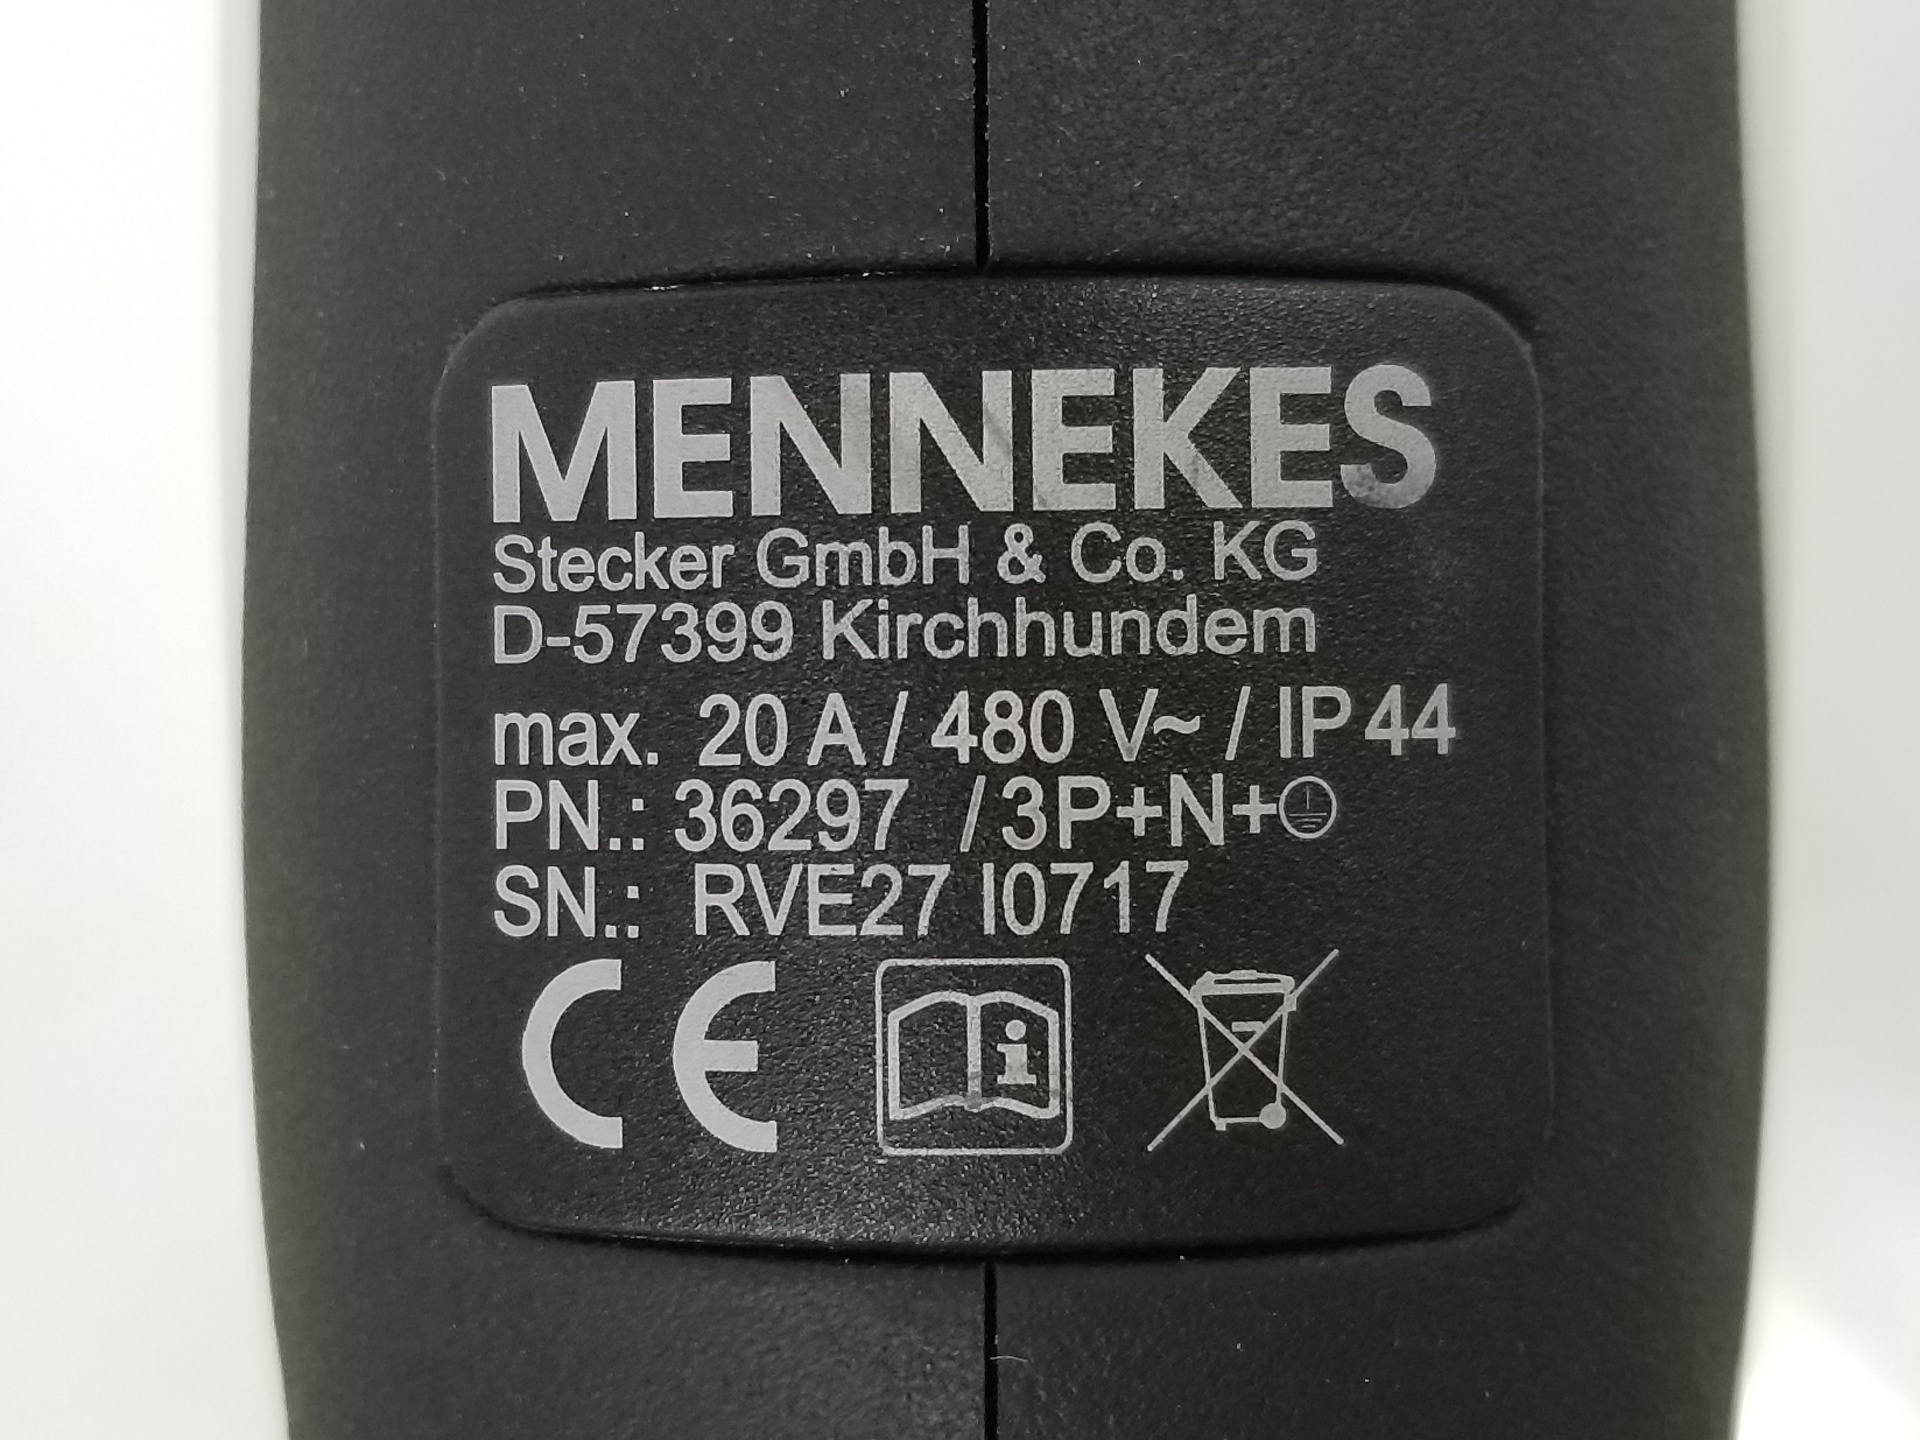 MENNEKES
Stecker GmbH & Co. KG
D-57399 Kirchhundem
max. 20 A / 480 V~ / IP 44
PN.: 36297 / 3P+N+⏚
SN.: RVE27 I0717
CE
i